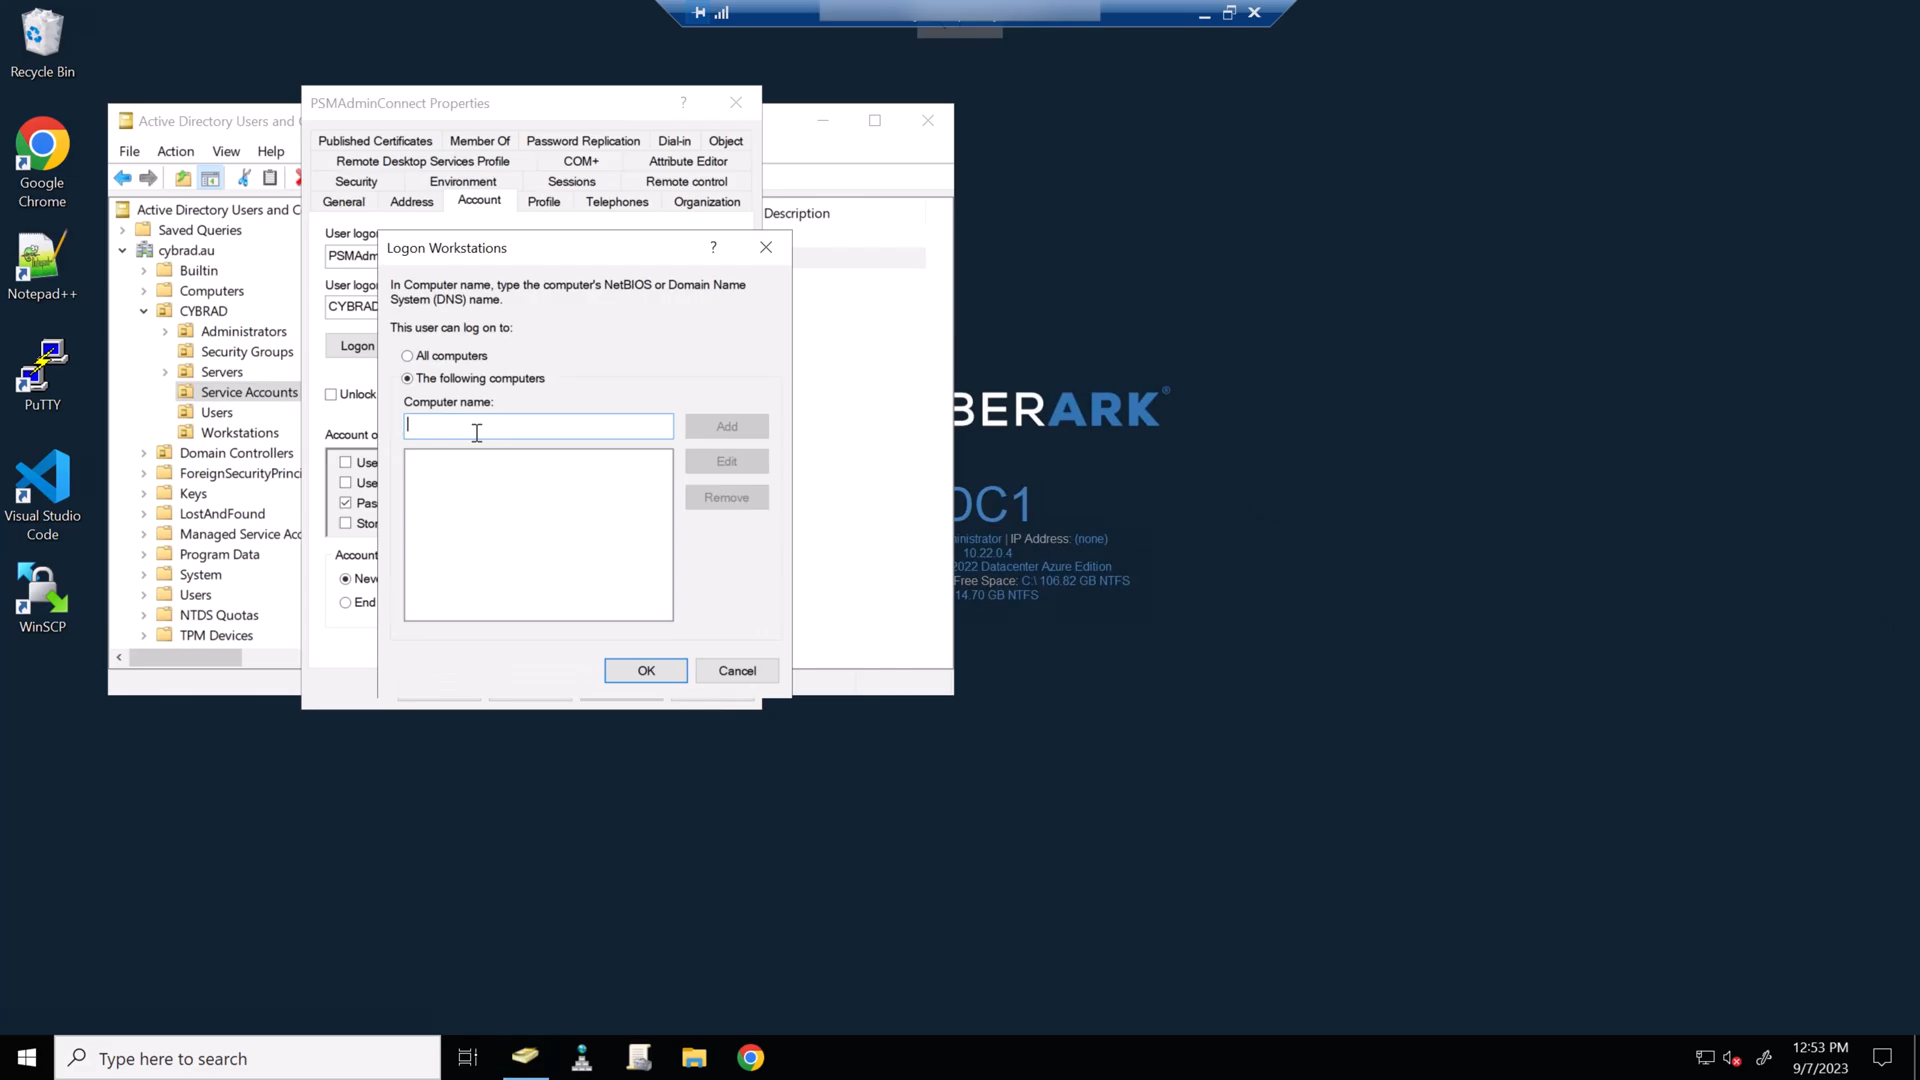 Recycle Bin
Google
Chrome
Notepad++
PuTTY
Visual Studio
Code
WinSCP
Active Directory Users and C
File Action View Help
Active Directory Users and C
Saved Queries
cybrad.au
Builtin
Computers
CYBRAD
Administrators
Security Groups
Servers
Service Accounts
Users
Workstations
Domain Controllers
ForeignSecurityPrinci
Keys
LostAndFound
Managed Service Acc
Program Data
System
Users
NTDS Quotas
TPM Devices
Description
PSMAdminConnect Properties
?
Published Certificates Member Of Password Replication Dial-in Object
Remote Desktop Services Profile COM+ Attribute Editor
Security Environment Sessions Remote control
General Address Account Profile Telephones Organization
User logon
PSMAdm
User logon
CYBRAD
Logon
Unlock
Account o
Use
Use
Pas
Stor
Account
Neve
End
Logon Workstations
?
In Computer name, type the computer's NetBIOS or Domain Name
System (DNS) name.
This user can log on to:
All computers
The following computers
Computer name:
Add
Edit
Remove
OK
Cancel
BERARK®
DC1
inistrator | IP Address: (none)
10.22.0.4
2022 Datacenter Azure Edition
Free Space: C:\ 106.82 GB NTFS
14.70 GB NTFS
Type here to search
12:53 PM
9/7/2023